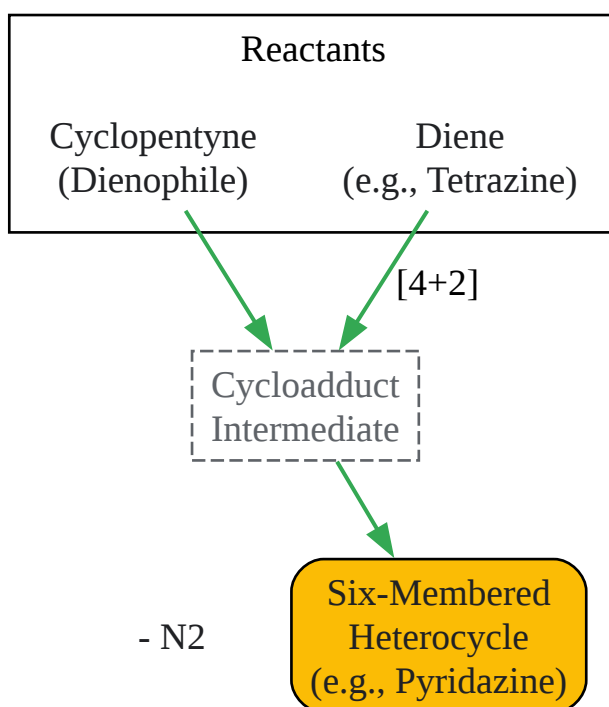 Reactants
Cyclopentyne
(Dienophile)
Diene
(e.g., Tetrazine)
[4+2]
Cycloadduct
Intermediate
- N2
Six-Membered
Heterocycle
(e.g., Pyridazine)